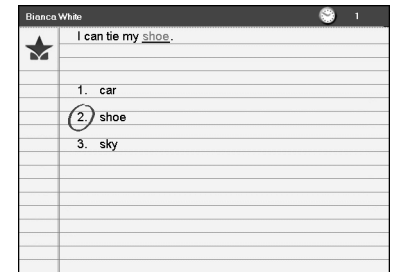 Bianca White 1
I can tie my shoe.
1. car
2. shoe
3. sky